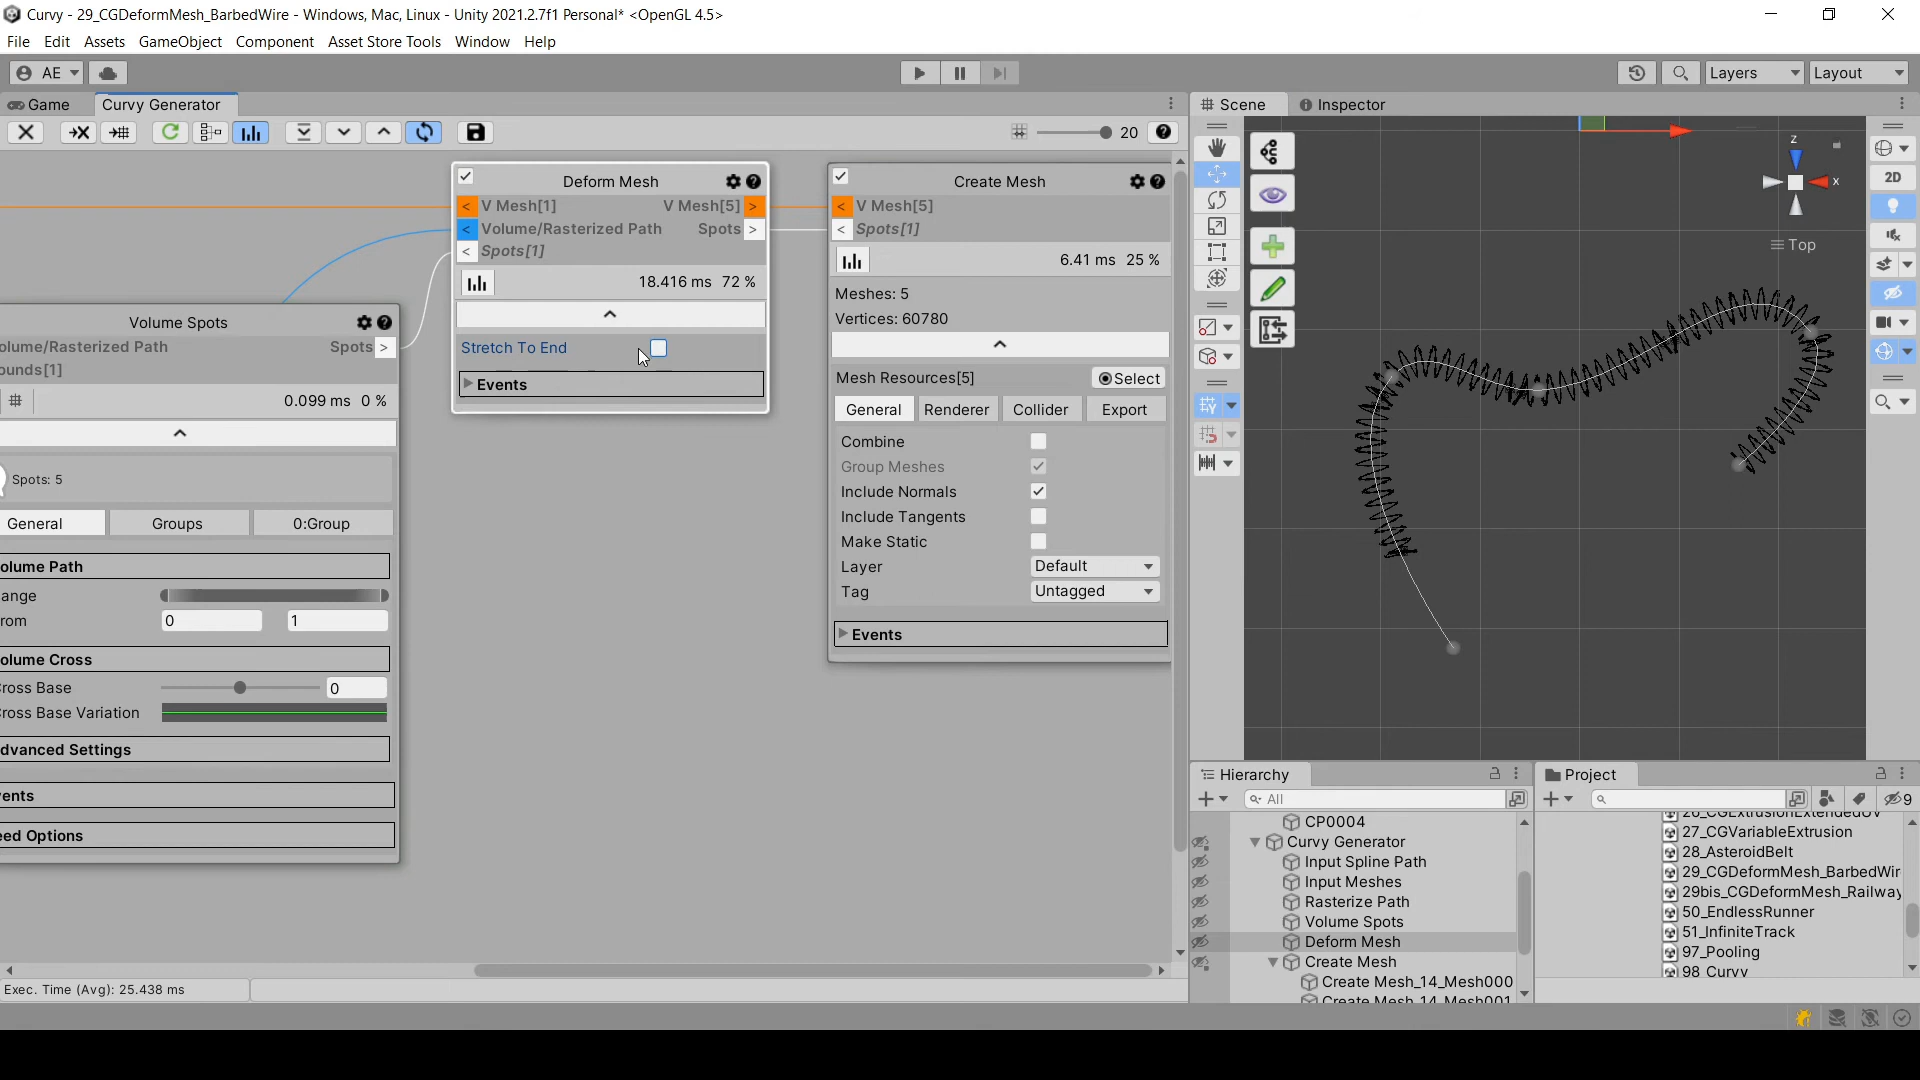 Curvy - 29_CGDeformMesh_BarbedWire - Windows, Mac, Linux - Unity 2021.2.7f1 Personal* <OpenGL 4.5>
File Edit Assets GameObject Component Asset Store Tools Window Help
AE Layers Layout
Game Curvy Generator Scene Inspector
20
Deform Mesh
V Mesh[1] V Mesh[5]
Volume/Rasterized Path Spots
Spots[1]
18.416 ms 72 %
Stretch To End
Events
Create Mesh
V Mesh[5]
Spots[1]
6.41 ms 25 %
Meshes: 5
Vertices: 60780
Mesh Resources[5] Select
General Renderer Collider Export
Combine
Group Meshes
Include Normals
Include Tangents
Make Static
Layer Default
Tag Untagged
Events
Volume Spots
olume/Rasterized Path Spots
ounds[1]
0.099 ms 0 %
Spots: 5
General Groups 0:Group
olume Path
ange
rom 0 1
olume Cross
ross Base 0
ross Base Variation
dvanced Settings
ents
eed Options
Exec. Time (Avg): 25.438 ms
2D
z
x
Top
Hierarchy
All
CP0004
Curvy Generator
Input Spline Path
Input Meshes
Rasterize Path
Volume Spots
Deform Mesh
Create Mesh
Create Mesh_14_Mesh000
Create Mesh_14_Mesh001
Project
9
26_CGExtrusionExtendedUV
27_CGVariableExtrusion
28_AsteroidBelt
29_CGDeformMesh_BarbedWir
29bis_CGDeformMesh_Railway
50_EndlessRunner
51_InfiniteTrack
97_Pooling
98_Curvy